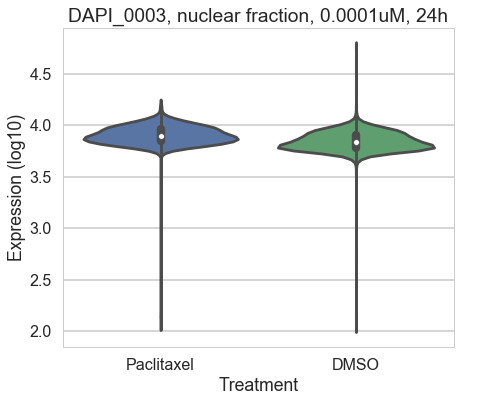 DAPI_0003, nuclear fraction, 0.0001uM, 24h
Expression (log10)
4.5
4.0
3.5
3.0
2.5
2.0
Paclitaxel DMSO
Treatment